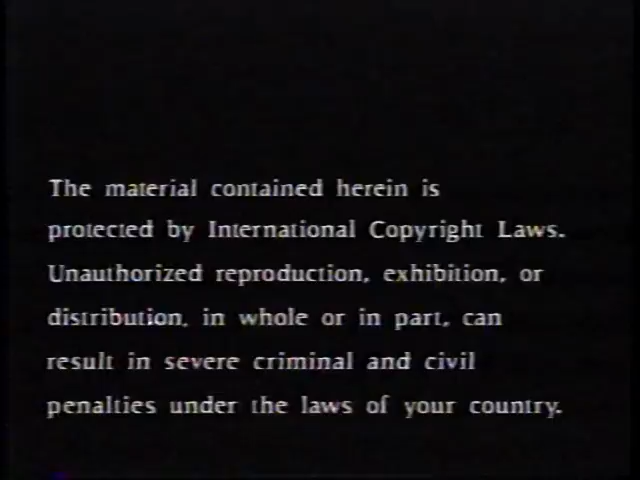 The material contained herein is
protected by International Copyright Laws.
Unauthorized reproduction, exhibition, or
distribution, in whole or in part, can
result in severe criminal and civil
penalties under the laws of your country.